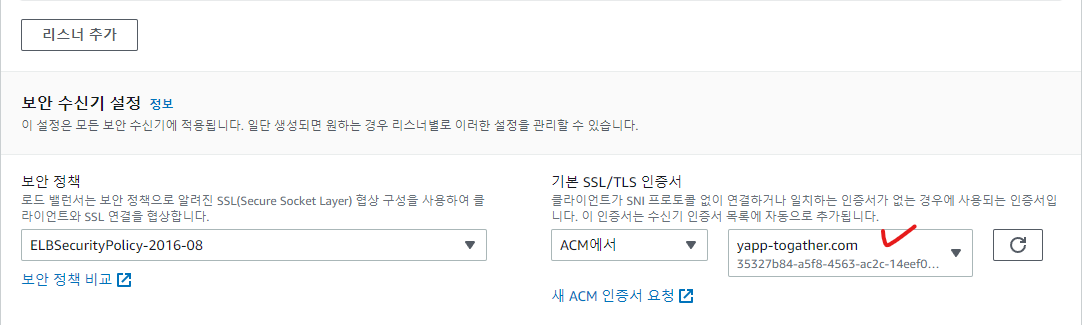 리스너 추가
보안 수신기 설정 정보
이 설정은 모든 보안 수신기에 적용됩니다. 일단 생성되면 원하는 경우 리스너별로 이러한 설정을 관리할 수 있습니다.
보안 정책
로드 밸런서는 보안 정책으로 알려진 SSL(Secure Socket Layer) 협상 구성을 사용하여 클
라이언트와 SSL 연결을 협상합니다.
ELBSecurityPolicy-2016-08
보안 정책 비교
기본 SSL/TLS 인증서
클라이언트가 SNI 프로토콜 없이 연결하거나 일치하는 인증서가 없는 경우에 사용되는 인증서입
니다. 이 인증서는 수신기 인증서 목록에 자동으로 추가됩니다.
ACM에서
yapp-togather.com
35327b84-a5f8-4563-ac2c-14eef0...
새 ACM 인증서 요청